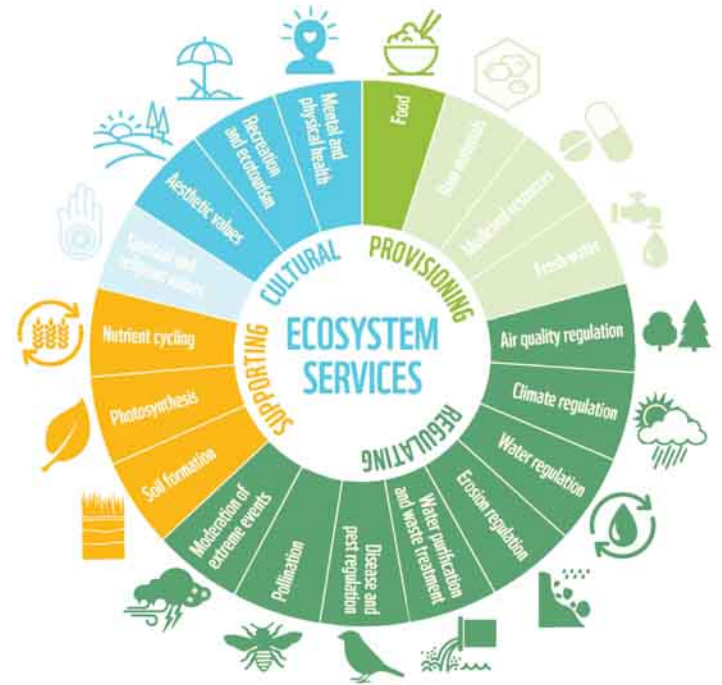 ECOSYSTEM
SERVICES
PROVISIONING
Food
Raw materials
Medicinal resources
Fresh water
REGULATING
Air quality regulation
Climate regulation
Water regulation
Erosion regulation
Water purification
and waste treatment
Disease and
pest regulation
Pollination
Moderation of
extreme events
SUPPORTING
Soil formation
Photosynthesis
Nutrient cycling
CULTURAL
Spiritual and
religious values
Aesthetic values
Recreation
and ecotourism
Mental and
physical health